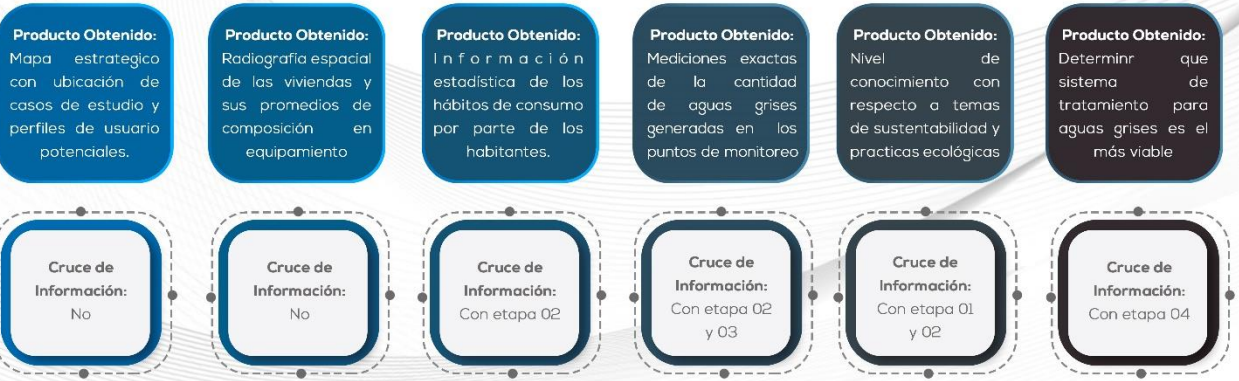 Producto Obtenido:
Mapa estrategico
con ubicación de
casos de estudio y
perfiles de usuario
potenciales.
Producto Obtenido:
Radiografía espacial
de las viviendas y
sus promedios de
composición en
equipamiento
Producto Obtenido:
Información
estadística de los
hábitos de consumo
por parte de los
habitantes.
Producto Obtenido:
Mediciones exactas
de la cantidad
de aguas grises
generadas en los
puntos de monitoreo
Producto Obtenido:
Nivel de
conocimiento con
respecto a temas
de sustentabilidad y
practicas ecológicas
Producto Obtenido:
Determinr que
sistema de
tratamiento para
aguas grises es el
más viable
Cruce de
Información:
No
Cruce de
Información:
No
Cruce de
Información:
Con etapa 02
Cruce de
Información:
Con etapa 02
y 03
Cruce de
Información:
Con etapa 01
y 02
Cruce de
Información:
Con etapa 04